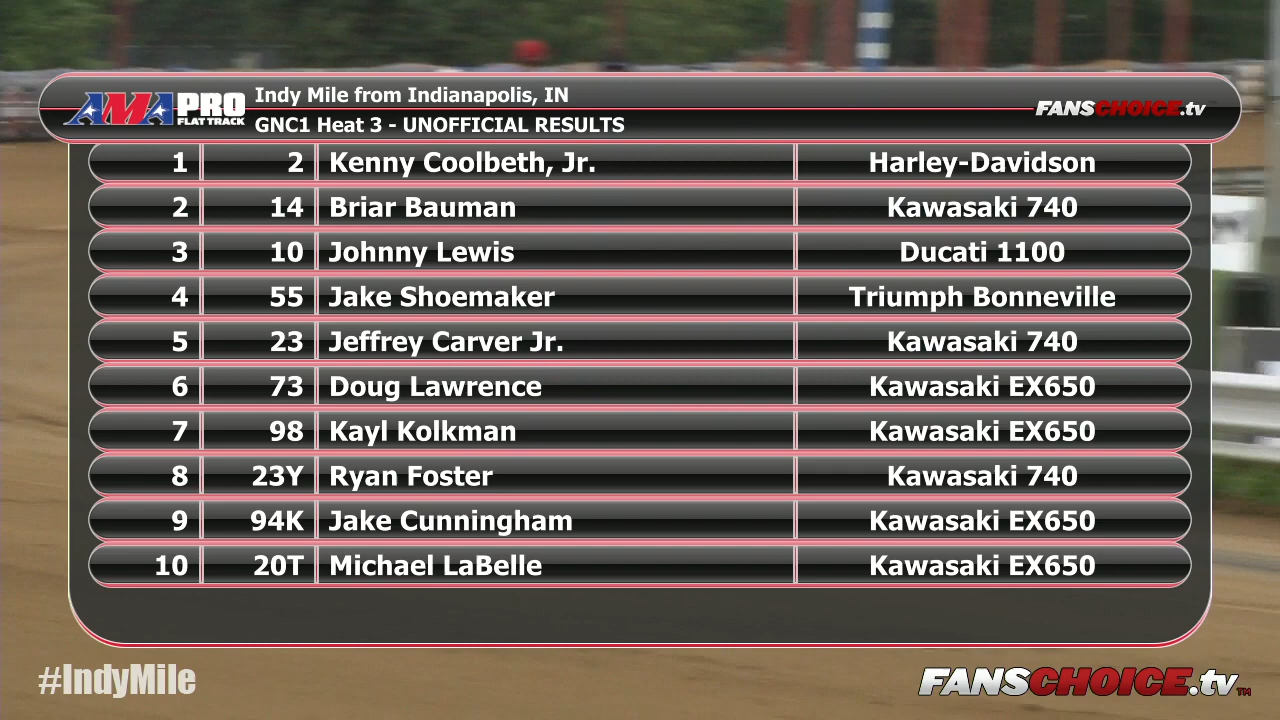 AMA PRO
FLAT TRACK
Indy Mile from Indianapolis, IN
GNC1 Heat 3 - UNOFFICIAL RESULTS
FANSCHOICE.tv
1 2 Kenny Coolbeth, Jr. Harley-Davidson
2 14 Briar Bauman Kawasaki 740
3 10 Johnny Lewis Ducati 1100
4 55 Jake Shoemaker Triumph Bonneville
5 23 Jeffrey Carver Jr. Kawasaki 740
6 73 Doug Lawrence Kawasaki EX650
7 98 Kayl Kolkman Kawasaki EX650
8 23Y Ryan Foster Kawasaki 740
9 94K Jake Cunningham Kawasaki EX650
10 20T Michael LaBelle Kawasaki EX650
#IndyMile
FANSCHOICE.tv™